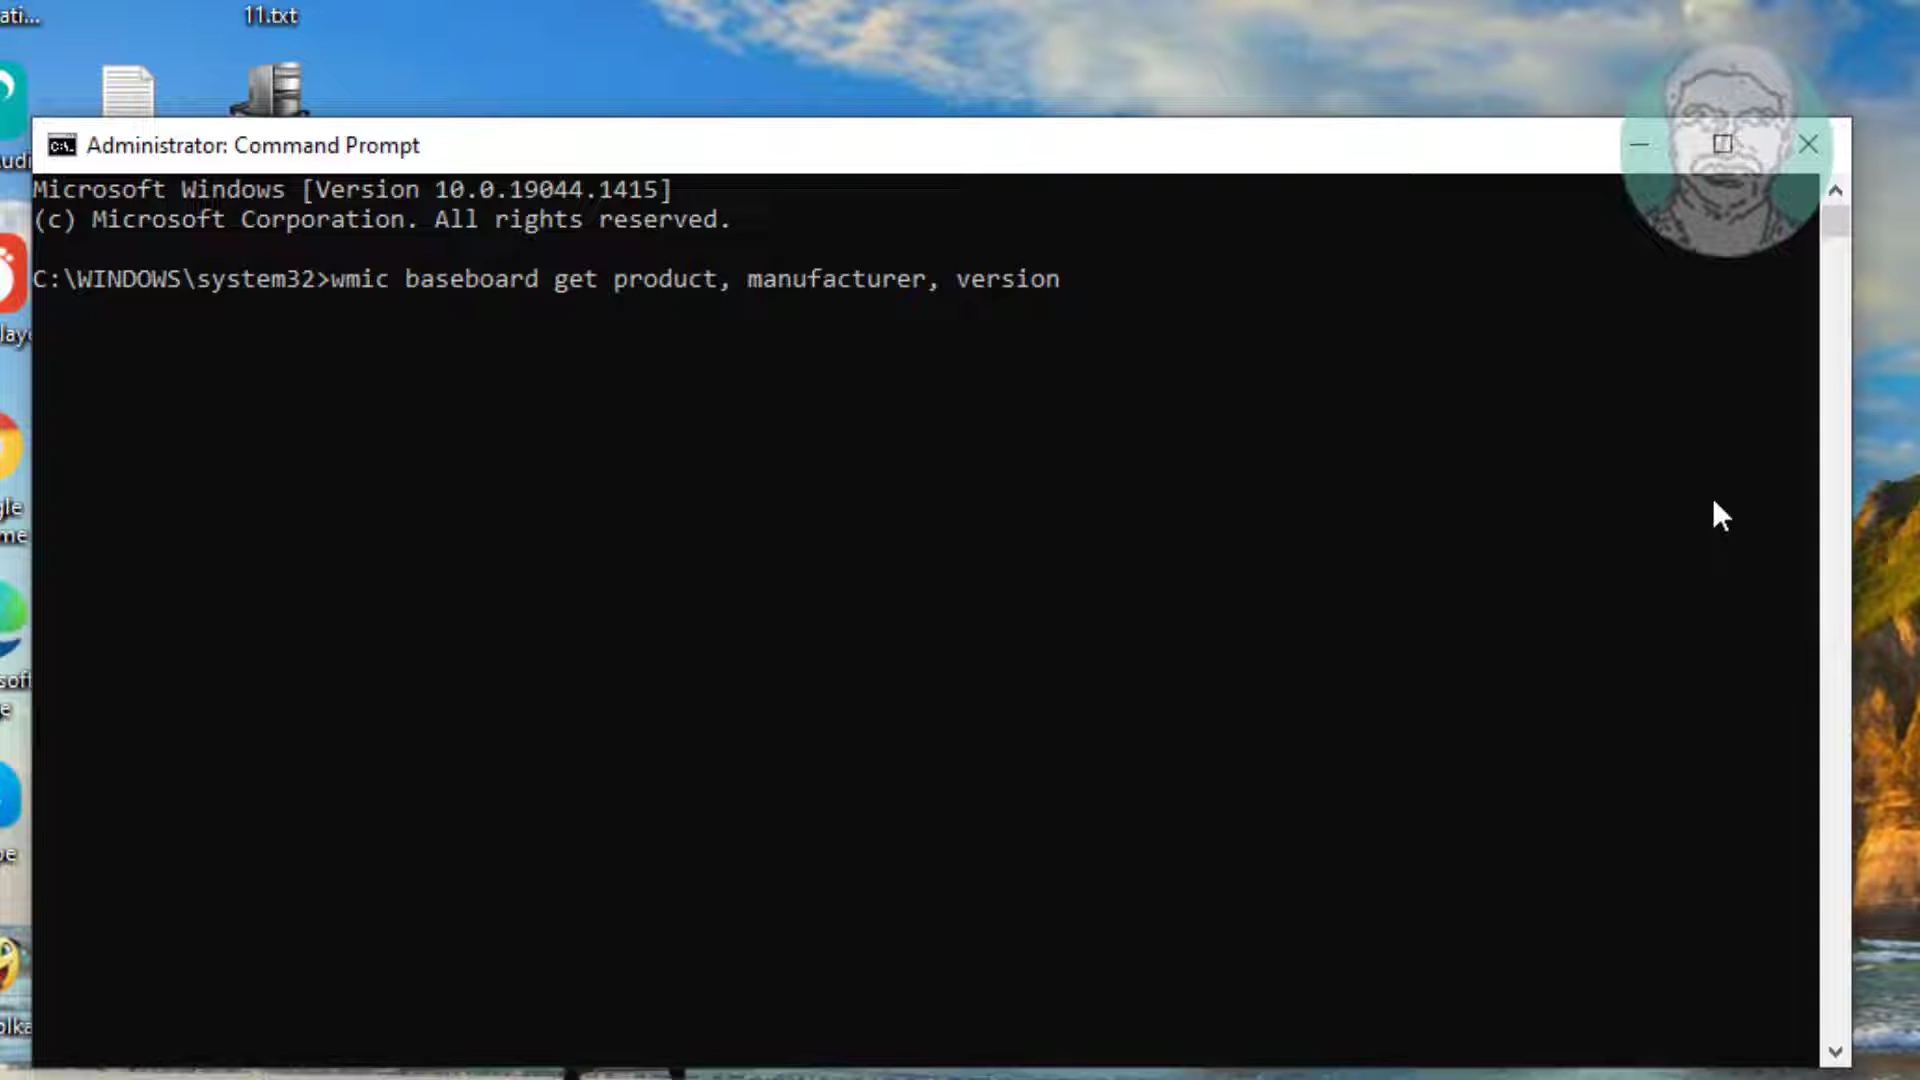 11.txt
Administrator: Command Prompt
Microsoft Windows [Version 10.0.19044.1415]
(c) Microsoft Corporation. All rights reserved.
C:\WINDOWS\system32>wmic baseboard get product, manufacturer, version